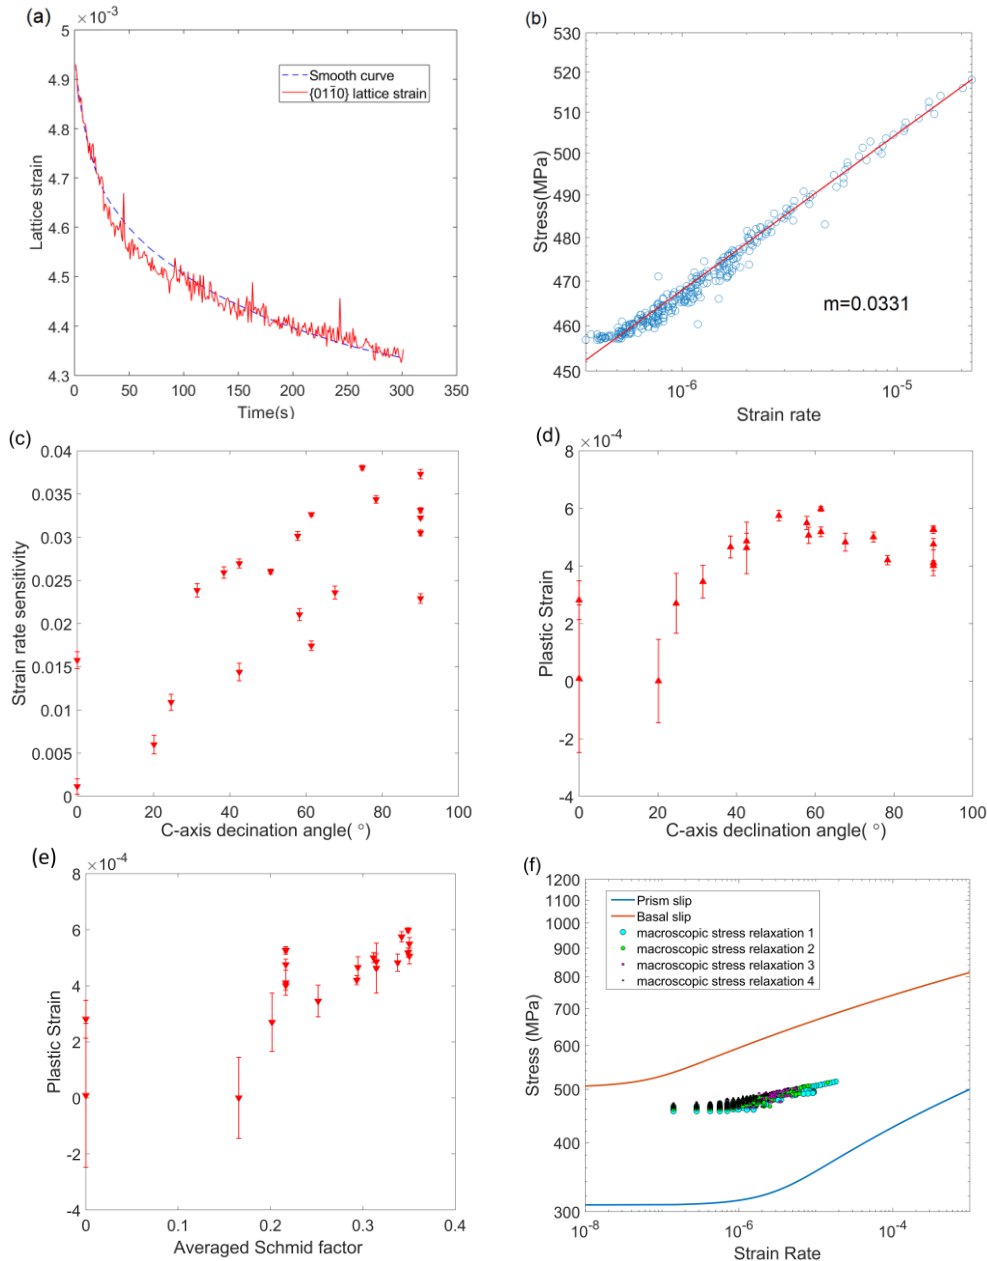 (a)
×10⁻³
5
4.9
4.8
4.7
4.6
4.5
4.4
4.3
Lattice strain
Smooth curve
{011̄0} lattice strain
0 50 100 150 200 250 300 350
Time(s)
(b)
530
520
510
500
490
480
470
460
450
Stress(MPa)
m=0.0331
10⁻⁶ 10⁻⁵
Strain rate
(c)
0.04
0.035
0.03
0.025
0.02
0.015
0.01
0.005
0
Strain rate sensitivity
0 20 40 60 80 100
C-axis decination angle( °)
(d)
×10⁻⁴
8
6
4
2
0
-2
-4
Plastic Strain
0 20 40 60 80 100
C-axis declination angle( °)
(e)
×10⁻⁴
8
6
4
2
0
-2
-4
Plastic Strain
0 0.1 0.2 0.3 0.4
Averaged Schmid factor
(f)
1200
1100
1000
900
800
700
600
500
400
300
Stress (MPa)
Prism slip
Basal slip
macroscopic stress relaxation 1
macroscopic stress relaxation 2
macroscopic stress relaxation 3
macroscopic stress relaxation 4
10⁻⁸ 10⁻⁶ 10⁻⁴
Strain Rate